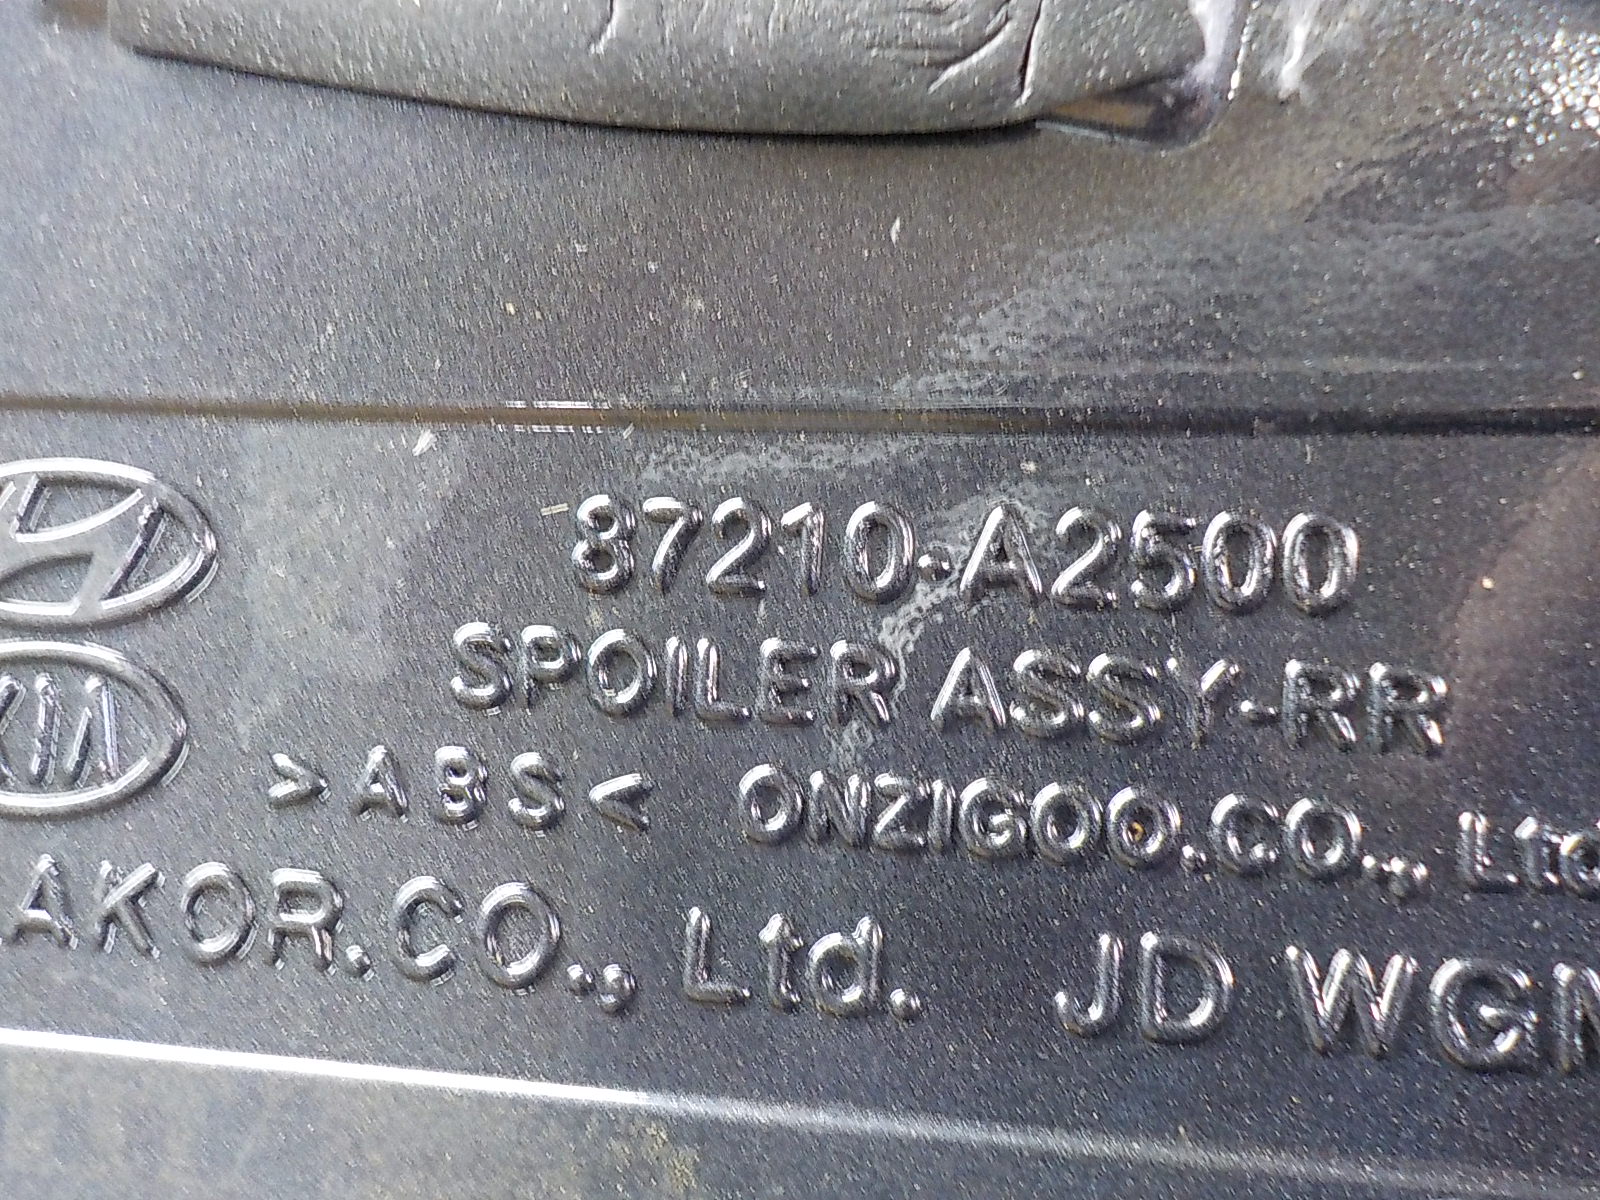 87210-A2500
SPOILER ASSY-RR
>ABS< ONZIGOO.CO., Ltd
AKOR.CO., Ltd. JD WGN